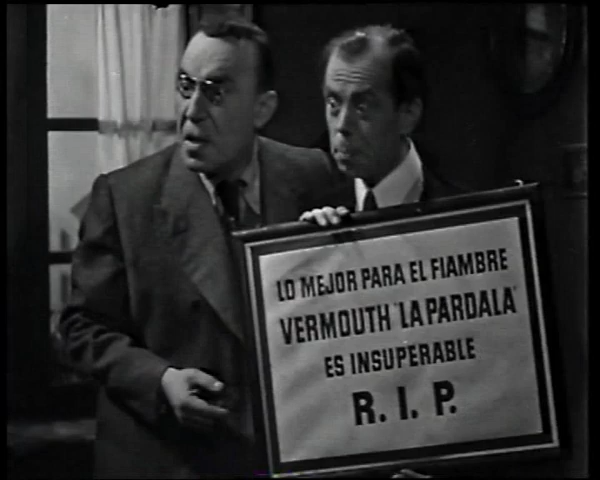 LO MEJOR PARA EL FIAMBRE
VERMOUTH "LA PARDALA"
ES INSUPERABLE
R. I. P.